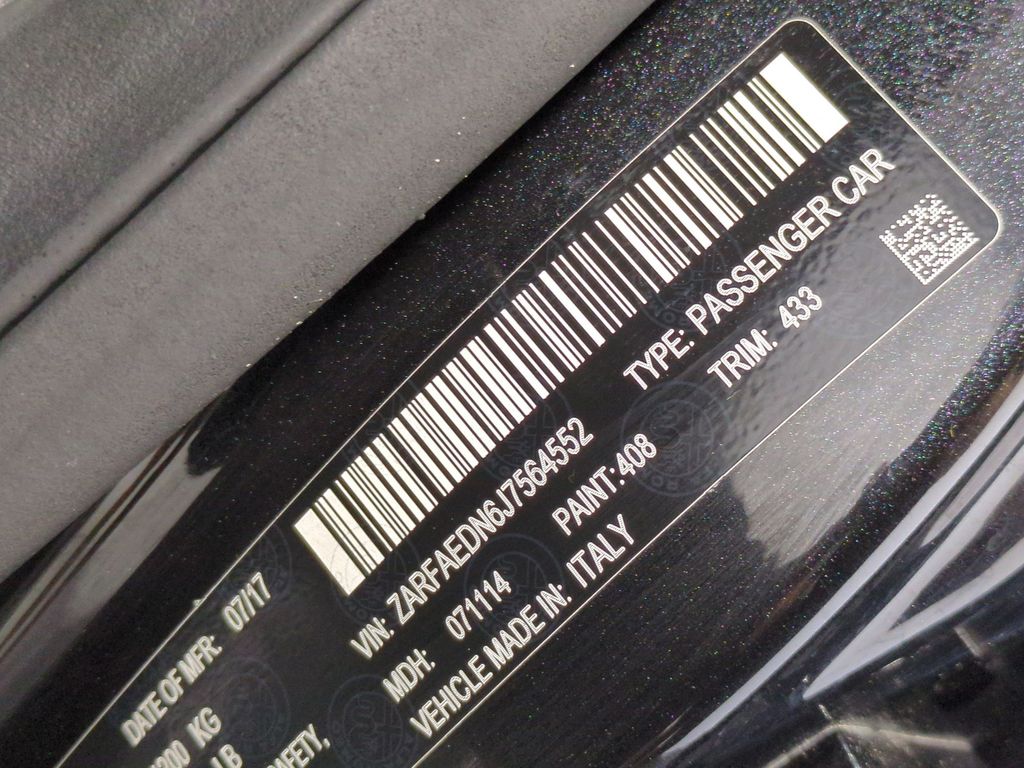 DATE OF MFR: 07/17
KG
LB
VIN: ZARFAEDN6J7564552
TYPE: PASSENGER CAR
MDH: 071114
PAINT: 408
TRIM: 433
VEHICLE MADE IN: ITALY